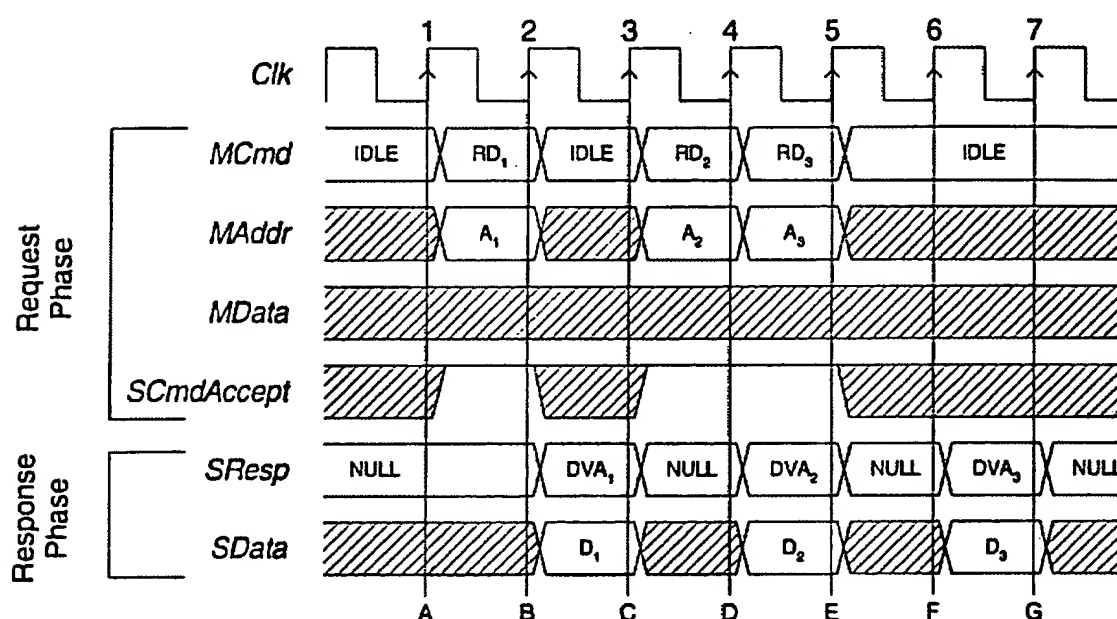 1 2 3 4 5 6 7
Clk
Request Phase
MCmd IDLE RD₁ IDLE RD₂ RD₃ IDLE
MAddr A₁ A₂ A₃
MData
SCmdAccept
Response Phase
SResp NULL DVA₁ NULL DVA₂ NULL DVA₃ NULL
SData D₁ D₂ D₃
A B C D E F G